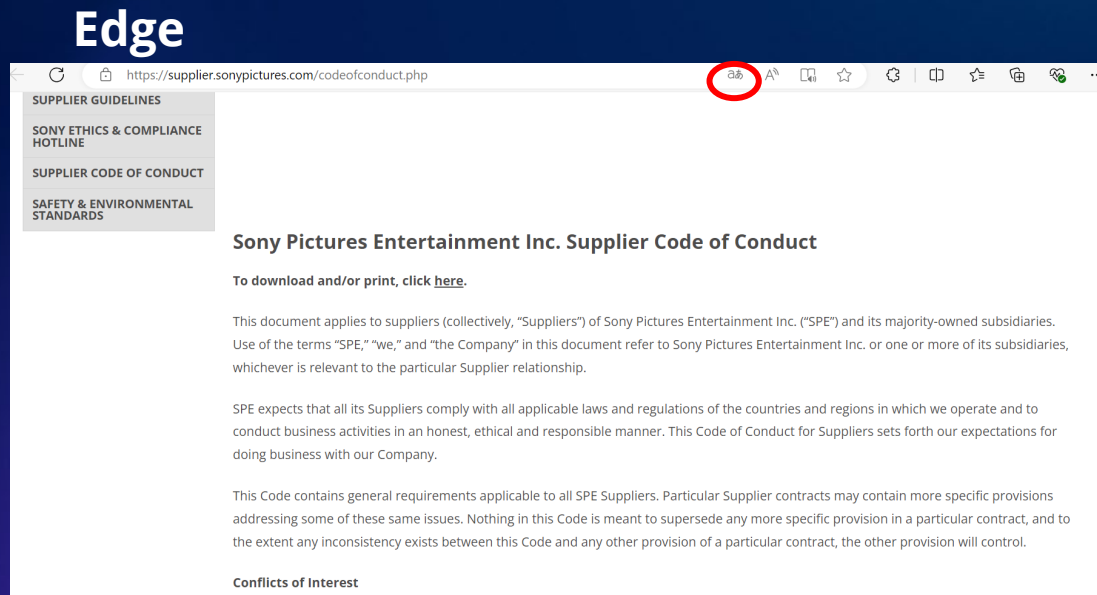 Edge
https://supplier.sonypictures.com/codeofconduct.php
aあ
A
SUPPLIER GUIDELINES
SONY ETHICS & COMPLIANCE
HOTLINE
SUPPLIER CODE OF CONDUCT
SAFETY & ENVIRONMENTAL
STANDARDS
Sony Pictures Entertainment Inc. Supplier Code of Conduct
To download and/or print, click here.
This document applies to suppliers (collectively, “Suppliers”) of Sony Pictures Entertainment Inc. (“SPE”) and its majority-owned subsidiaries.
Use of the terms “SPE,” “we,” and “the Company” in this document refer to Sony Pictures Entertainment Inc. or one or more of its subsidiaries,
whichever is relevant to the particular Supplier relationship.
SPE expects that all its Suppliers comply with all applicable laws and regulations of the countries and regions in which we operate and to
conduct business activities in an honest, ethical and responsible manner. This Code of Conduct for Suppliers sets forth our expectations for
doing business with our Company.
This Code contains general requirements applicable to all SPE Suppliers. Particular Supplier contracts may contain more specific provisions
addressing some of these same issues. Nothing in this Code is meant to supersede any more specific provision in a particular contract, and to
the extent any inconsistency exists between this Code and any other provision of a particular contract, the other provision will control.
Conflicts of Interest